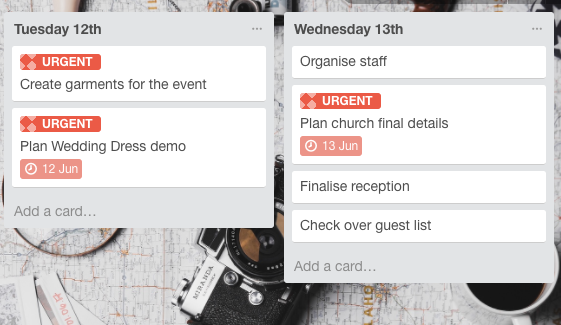 Tuesday 12th
...
URGENT
Create garments for the event
URGENT
Plan Wedding Dress demo
12 Jun
Add a card...
Wednesday 13th
...
Organise staff
URGENT
Plan church final details
13 Jun
Finalise reception
Check over guest list
Add a card...
MIRANDA